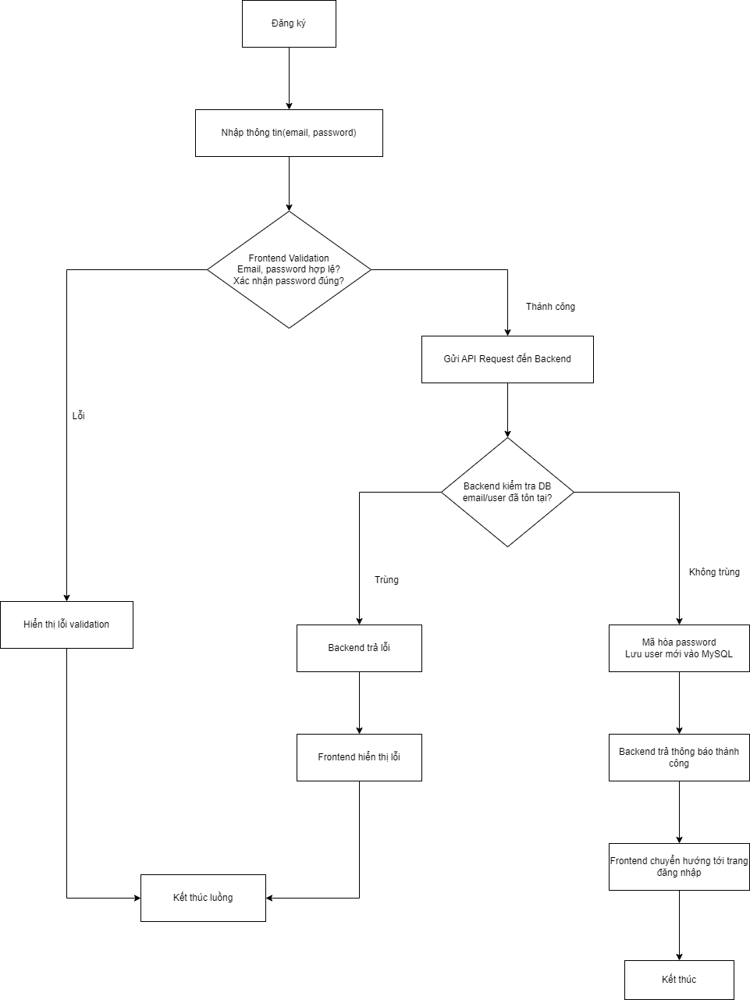 Đăng ký
Nhập thông tin(email, password)
Frontend Validation
Email, password hợp lệ?
Xác nhận password đúng?
Thành công
Gửi API Request đến Backend
Lỗi
Backend kiểm tra DB
email/user đã tồn tại?
Trùng
Không trùng
Hiển thị lỗi validation
Backend trả lỗi
Mã hóa password
Lưu user mới vào MySQL
Frontend hiển thị lỗi
Backend trả thông báo thành
công
Frontend chuyển hướng tới trang
đăng nhập
Kết thúc luồng
Kết thúc